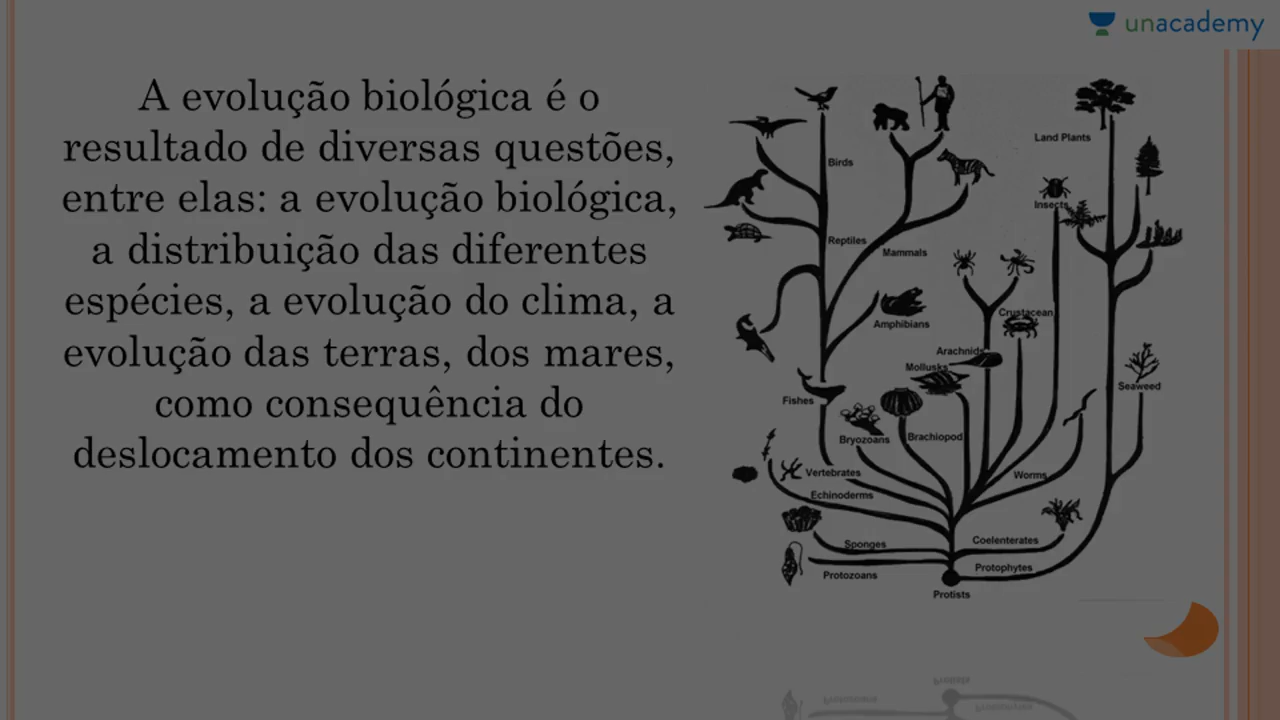 unacademy
A evolução biológica é o
resultado de diversas questões,
entre elas: a evolução biológica,
a distribuição das diferentes
espécies, a evolução do clima, a
evolução das terras, dos mares,
como consequência do
deslocamento dos continentes.
Land Plants
Birds
Insects
Reptiles
Mammals
Crustacean
Amphibians
Arachnids
Mollusks
Seaweed
Fishes
Bryozoans
Brachiopod
Vertebrates
Worms
Echinoderms
Sponges
Coelenterates
Protozoans
Protophytes
Protists